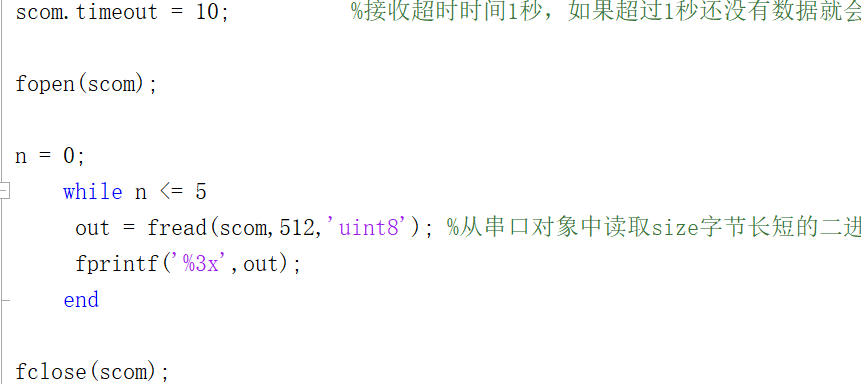 scom.timeout = 10; %接收超时时间1秒，如果超过1秒还没有数据就会
fopen(scom);
n = 0;
while n <= 5
out = fread(scom,512,'uint8'); %从串口对象中读取size字节长短的二进
fprintf('%3x',out);
end
fclose(scom);